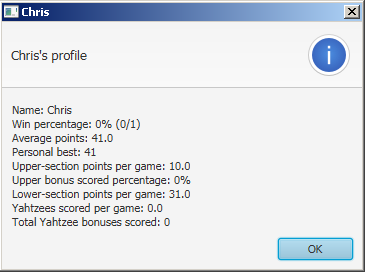 Chris
Chris's profile
i
Name: Chris
Win percentage: 0% (0/1)
Average points: 41.0
Personal best: 41
Upper-section points per game: 10.0
Upper bonus scored percentage: 0%
Lower-section points per game: 31.0
Yahtzees scored per game: 0.0
Total Yahtzee bonuses scored: 0
OK